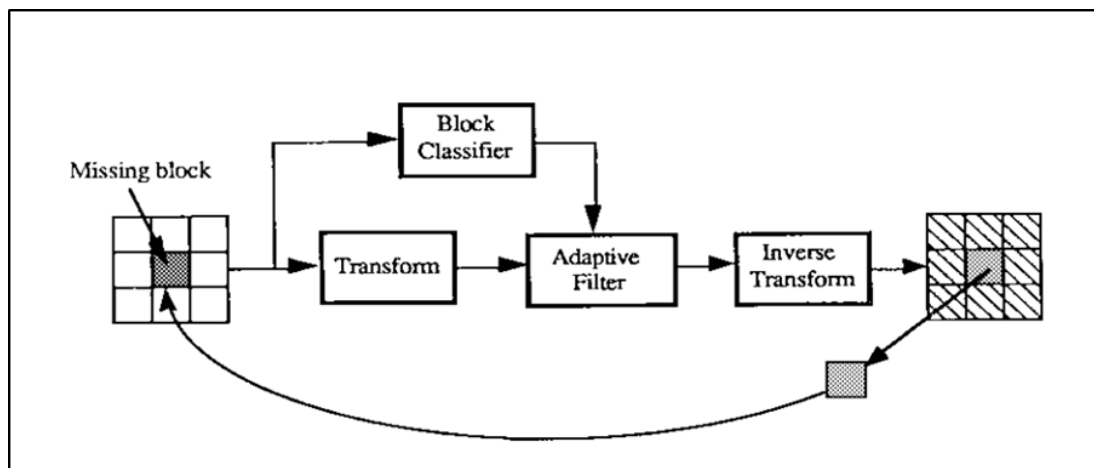 Block
Classifier
Missing block
Transform
Adaptive
Filter
Inverse
Transform